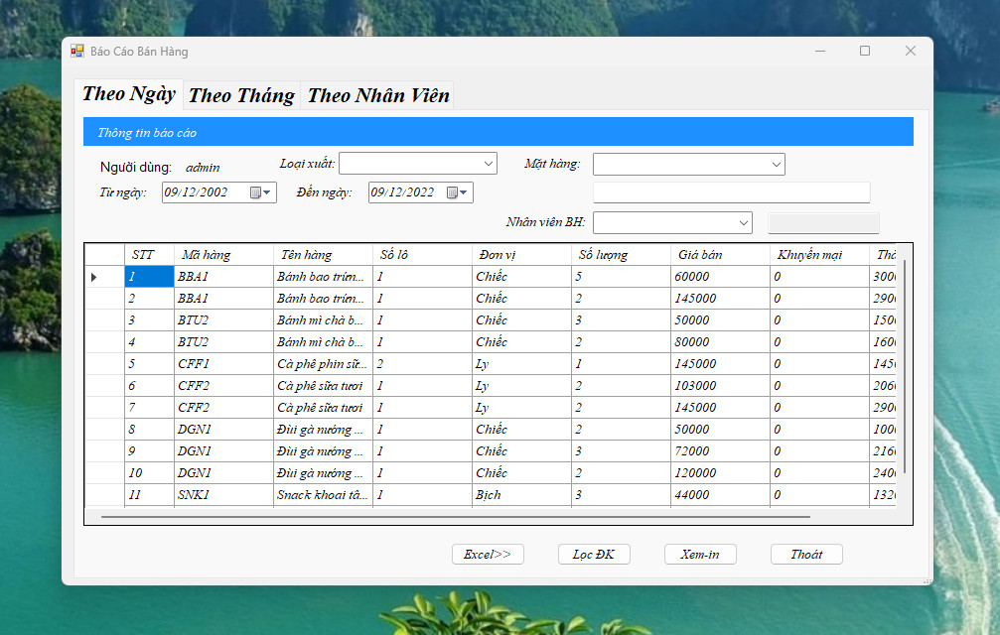 Báo Cáo Bán Hàng
Theo Ngày Theo Tháng Theo Nhân Viên
Thông tin báo cáo
Người dùng: admin Loại xuất: Mặt hàng:
Từ ngày: 09/12/2002 Đến ngày: 09/12/2022
Nhân viên BH:
STT Mã hàng Tên hàng Số lô Đơn vị Số lượng Giá bán Khuyến mại Thà
1 BBA1 Bánh bao trứn... 1 Chiếc 5 60000 0 3000
2 BBA1 Bánh bao trứn... 1 Chiếc 2 145000 0 2900
3 BTU2 Bánh mì chà b... 1 Chiếc 3 50000 0 1500
4 BTU2 Bánh mì chà b... 1 Chiếc 2 80000 0 1600
5 CFF1 Cà phê phin sữ... 2 Ly 1 145000 0 1450
6 CFF2 Cà phê sữa tươi 1 Ly 2 103000 0 2060
7 CFF2 Cà phê sữa tươi 1 Ly 2 145000 0 2900
8 DGN1 Đùi gà nướng ... 1 Chiếc 2 50000 0 1000
9 DGN1 Đùi gà nướng ... 1 Chiếc 3 72000 0 2160
10 DGN1 Đùi gà nướng ... 1 Chiếc 2 120000 0 2400
11 SNK1 Snack khoai tâ... 1 Bịch 3 44000 0 1320
Excel>> Lọc ĐK Xem-in Thoát